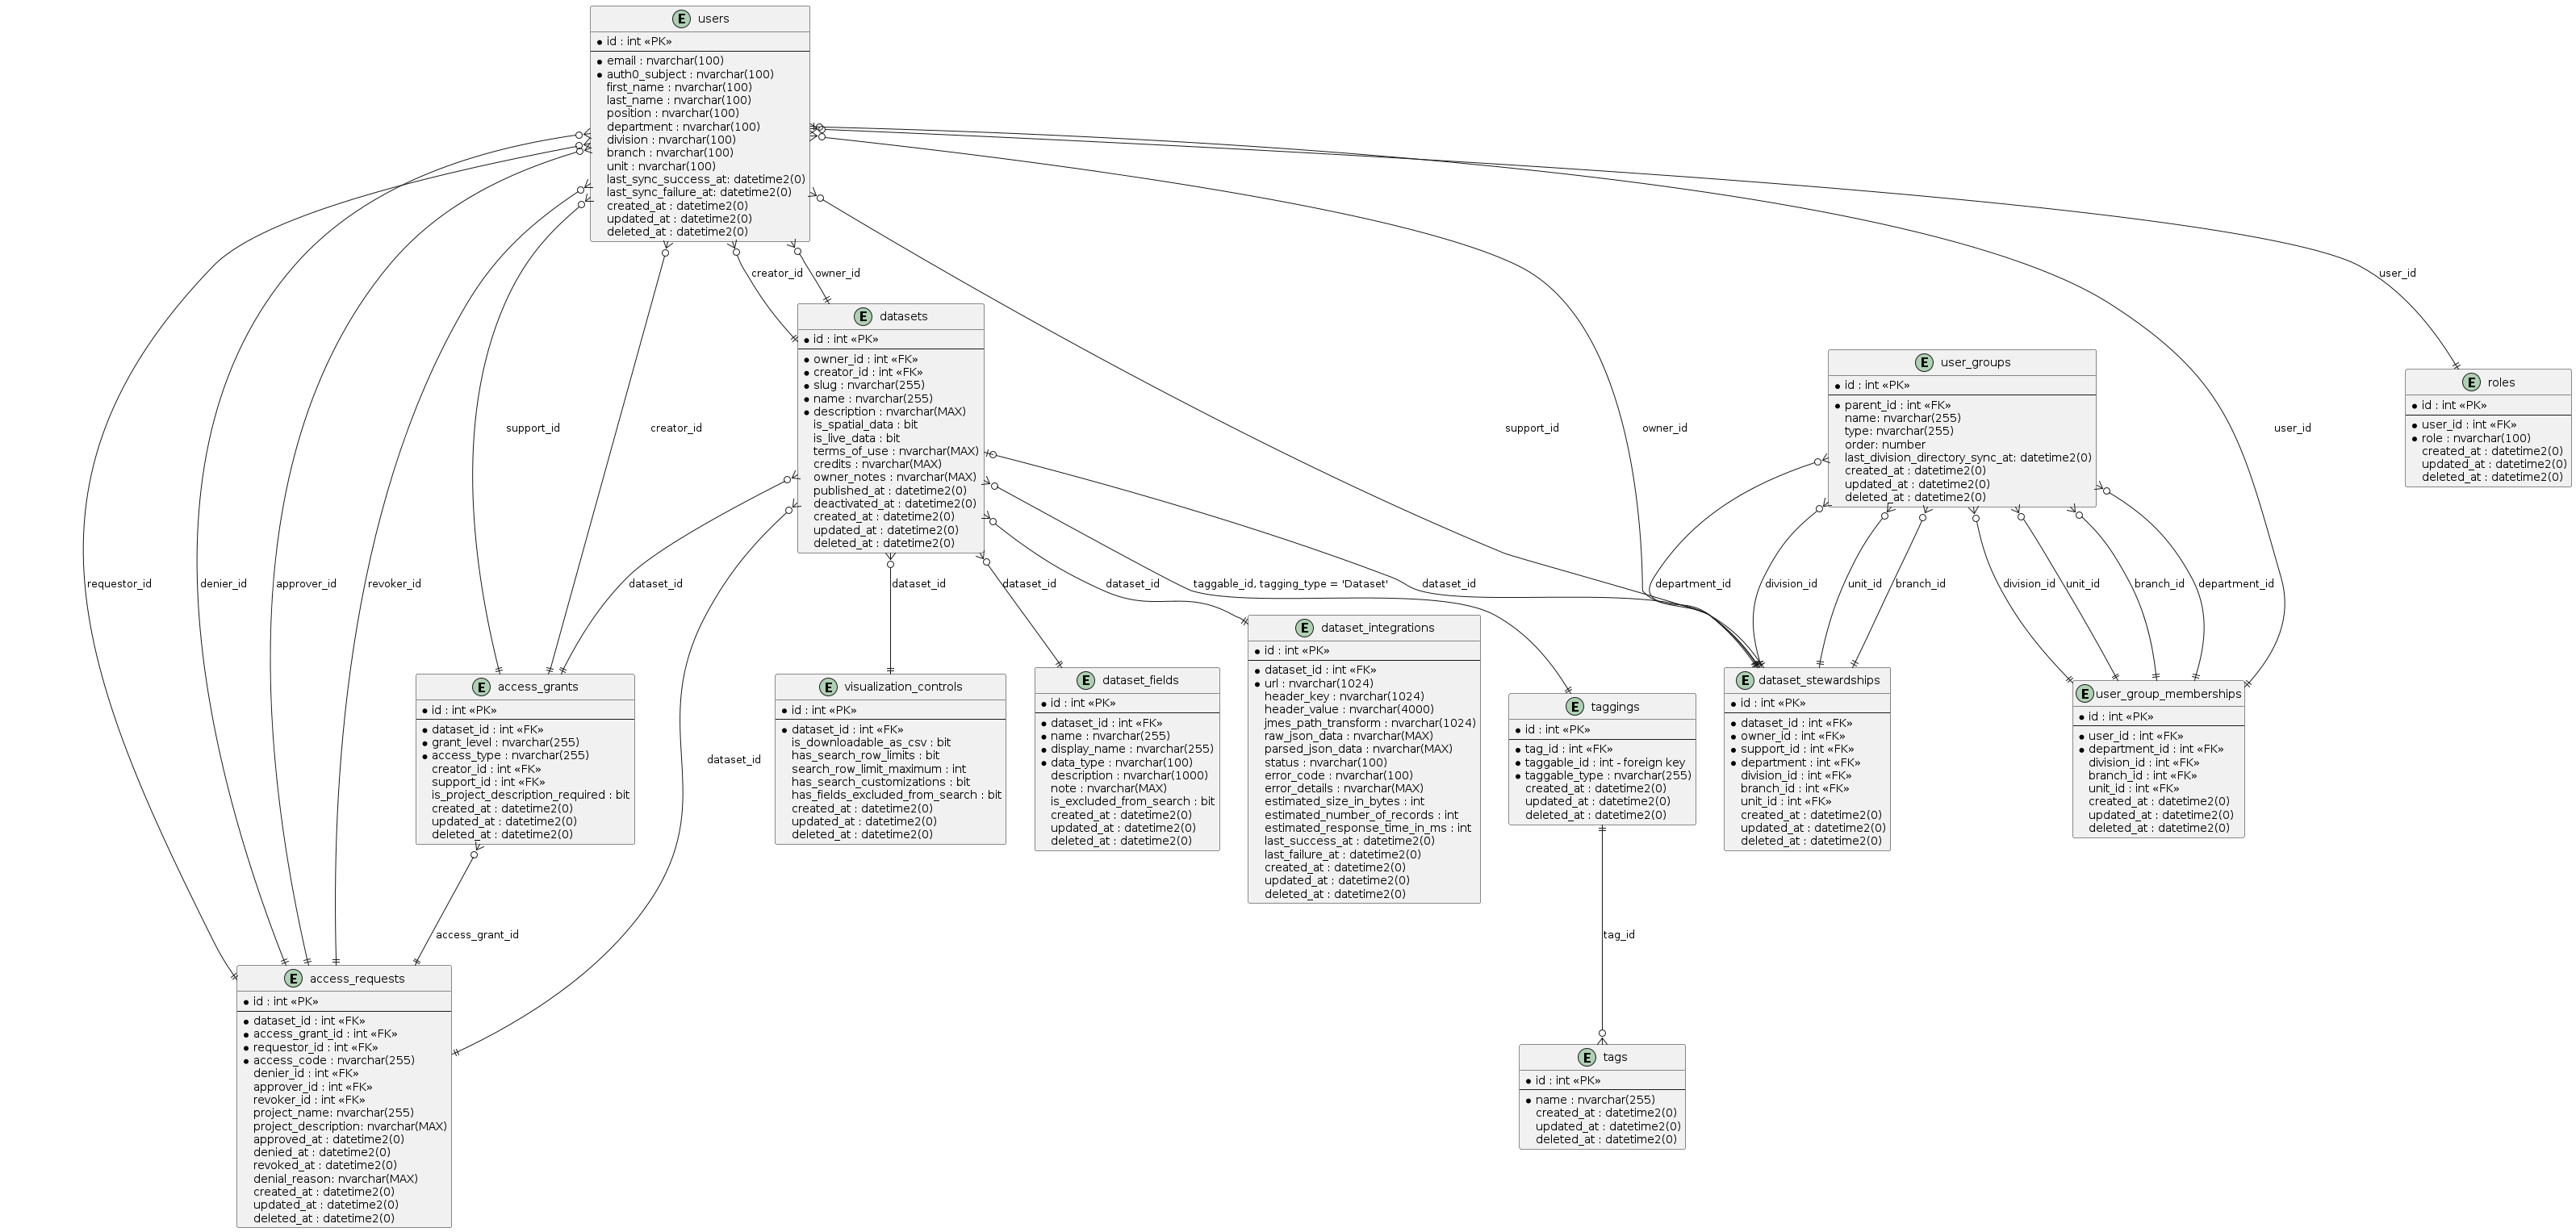 E users
id : int «PK»
email : nvarchar(100)
auth0_subject : nvarchar(100)
first_name : nvarchar(100)
last_name : nvarchar(100)
position : nvarchar(100)
department : nvarchar(100)
division : nvarchar(100)
branch : nvarchar(100)
unit : nvarchar(100)
last_sync_success_at: datetime2(0)
last_sync_failure_at: datetime2(0)
created_at : datetime2(0)
updated_at : datetime2(0)
deleted_at : datetime2(0)
creator_id
owner_id
user_id
E datasets
id : int «PK»
owner_id : int «FK»
creator_id : int «FK»
slug : nvarchar(255)
name : nvarchar(255)
description : nvarchar(MAX)
is_spatial_data : bit
is_live_data : bit
terms_of_use : nvarchar(MAX)
credits : nvarchar(MAX)
owner_notes : nvarchar(MAX)
published_at : datetime2(0)
deactivated_at : datetime2(0)
created_at : datetime2(0)
updated_at : datetime2(0)
deleted_at : datetime2(0)
E user_groups
id : int «PK»
parent_id : int «FK»
name: nvarchar(255)
type: nvarchar(255)
order: number
last_division_directory_sync_at: datetime2(0)
created_at : datetime2(0)
updated_at : datetime2(0)
deleted_at : datetime2(0)
E roles
id : int «PK»
user_id : int «FK»
role : nvarchar(100)
created_at : datetime2(0)
updated_at : datetime2(0)
deleted_at : datetime2(0)
support_id
creator_id
support_id
owner_id
user_id
requestor_id
denier_id
approver_id
revoker_id
dataset_id
dataset_id
dataset_id
dataset_id
taggable_id, tagging_type = 'Dataset'
dataset_id
department_id
division_id
unit_id
branch_id
division_id
unit_id
branch_id
department_id
E access_grants
id : int «PK»
dataset_id : int «FK»
grant_level : nvarchar(255)
access_type : nvarchar(255)
creator_id : int «FK»
support_id : int «FK»
is_project_description_required : bit
created_at : datetime2(0)
updated_at : datetime2(0)
deleted_at : datetime2(0)
dataset_id
E visualization_controls
id : int «PK»
dataset_id : int «FK»
is_downloadable_as_csv : bit
has_search_row_limits : bit
search_row_limit_maximum : int
has_search_customizations : bit
has_fields_excluded_from_search : bit
created_at : datetime2(0)
updated_at : datetime2(0)
deleted_at : datetime2(0)
E dataset_fields
id : int «PK»
dataset_id : int «FK»
name : nvarchar(255)
display_name : nvarchar(255)
data_type : nvarchar(100)
description : nvarchar(1000)
note : nvarchar(MAX)
is_excluded_from_search : bit
created_at : datetime2(0)
updated_at : datetime2(0)
deleted_at : datetime2(0)
E dataset_integrations
id : int «PK»
dataset_id : int «FK»
url : nvarchar(1024)
header_key : nvarchar(1024)
header_value : nvarchar(4000)
jmes_path_transform : nvarchar(1024)
raw_json_data : nvarchar(MAX)
parsed_json_data : nvarchar(MAX)
status : nvarchar(100)
error_code : nvarchar(100)
error_details : nvarchar(MAX)
estimated_size_in_bytes : int
estimated_number_of_records : int
estimated_response_time_in_ms : int
last_success_at : datetime2(0)
last_failure_at : datetime2(0)
created_at : datetime2(0)
updated_at : datetime2(0)
deleted_at : datetime2(0)
E taggings
id : int «PK»
tag_id : int «FK»
taggable_id : int - foreign key
taggable_type : nvarchar(255)
created_at : datetime2(0)
updated_at : datetime2(0)
deleted_at : datetime2(0)
E dataset_stewardships
id : int «PK»
dataset_id : int «FK»
owner_id : int «FK»
support_id : int «FK»
department : int «FK»
division_id : int «FK»
branch_id : int «FK»
unit_id : int «FK»
created_at : datetime2(0)
updated_at : datetime2(0)
deleted_at : datetime2(0)
E user_group_memberships
id : int «PK»
user_id : int «FK»
department_id : int «FK»
division_id : int «FK»
branch_id : int «FK»
unit_id : int «FK»
created_at : datetime2(0)
updated_at : datetime2(0)
deleted_at : datetime2(0)
access_grant_id
tag_id
E access_requests
id : int «PK»
dataset_id : int «FK»
access_grant_id : int «FK»
requestor_id : int «FK»
access_code : nvarchar(255)
denier_id : int «FK»
approver_id : int «FK»
revoker_id : int «FK»
project_name: nvarchar(255)
project_description: nvarchar(MAX)
approved_at : datetime2(0)
denied_at : datetime2(0)
revoked_at : datetime2(0)
denial_reason: nvarchar(MAX)
created_at : datetime2(0)
updated_at : datetime2(0)
deleted_at : datetime2(0)
E tags
id : int «PK»
name : nvarchar(255)
created_at : datetime2(0)
updated_at : datetime2(0)
deleted_at : datetime2(0)